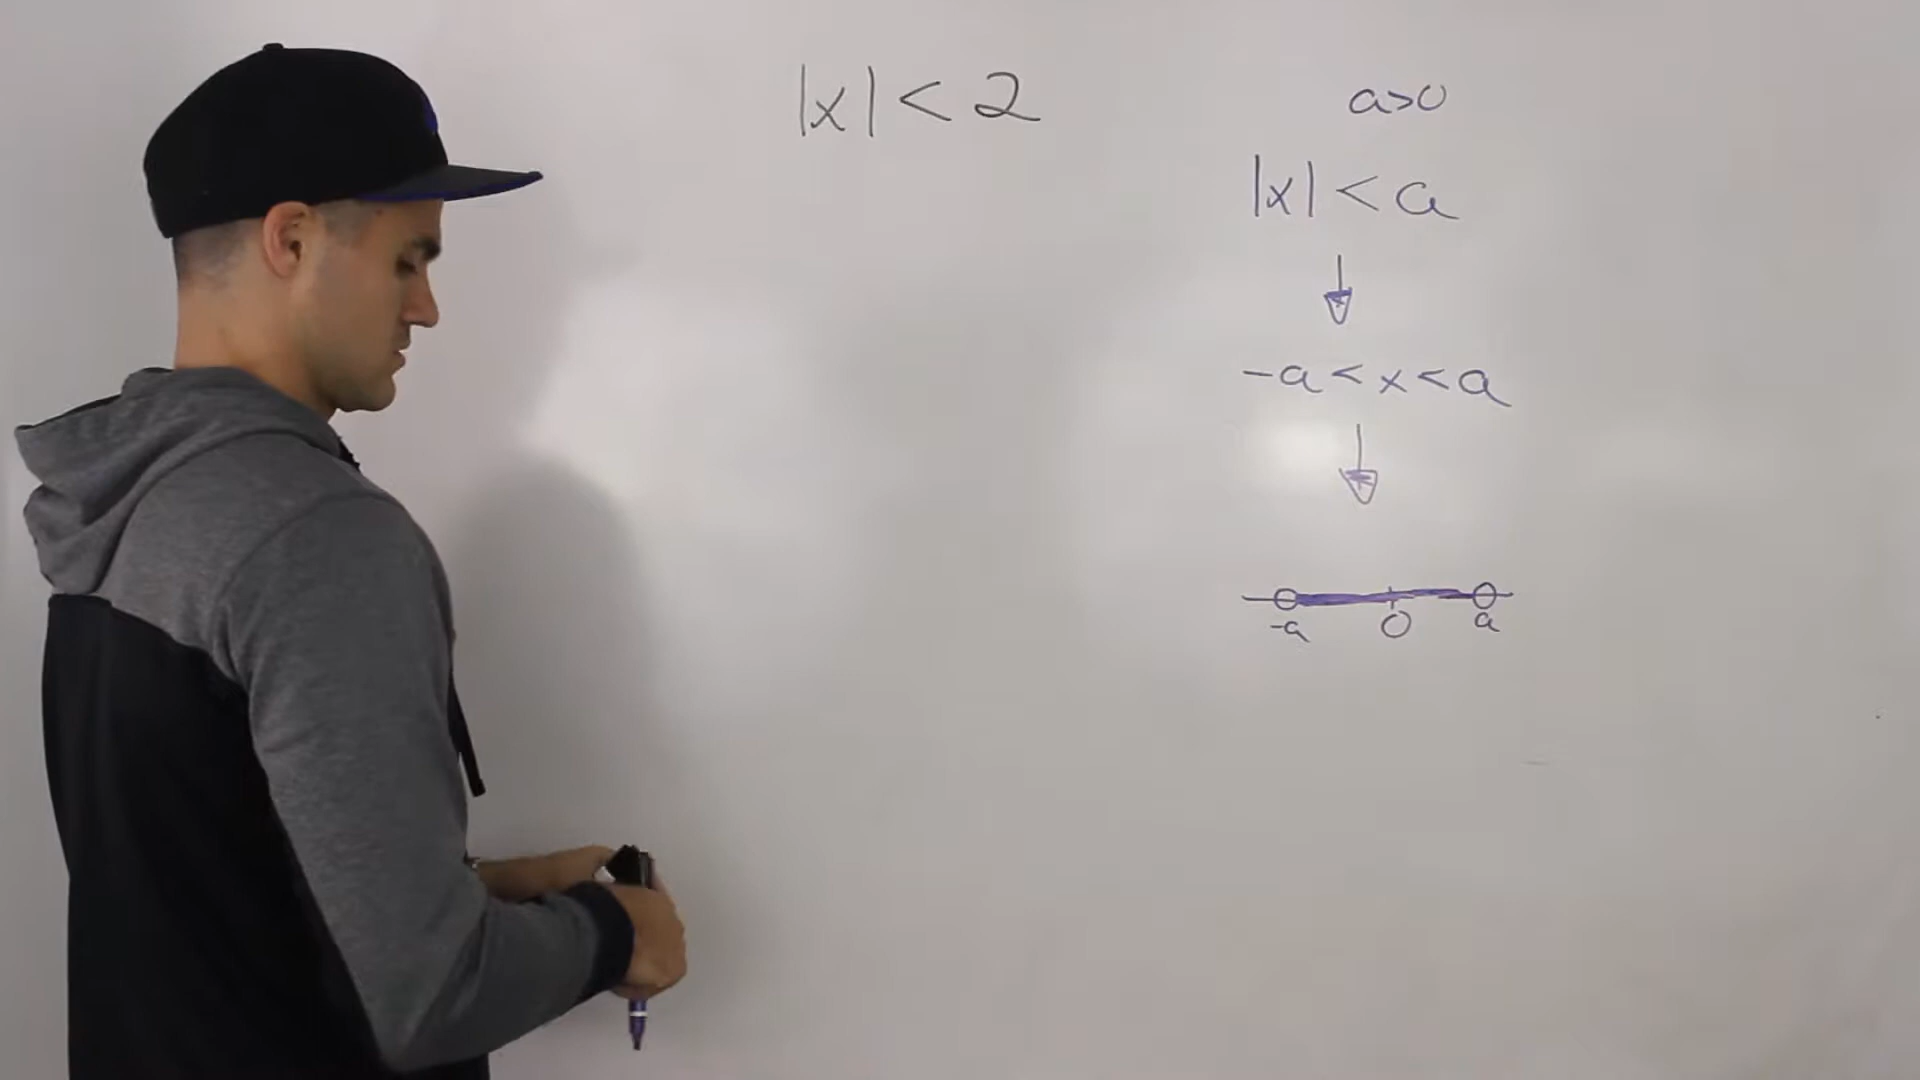 |x| < 2
a>0
|x| < a
-a < x < a
-a 0 a